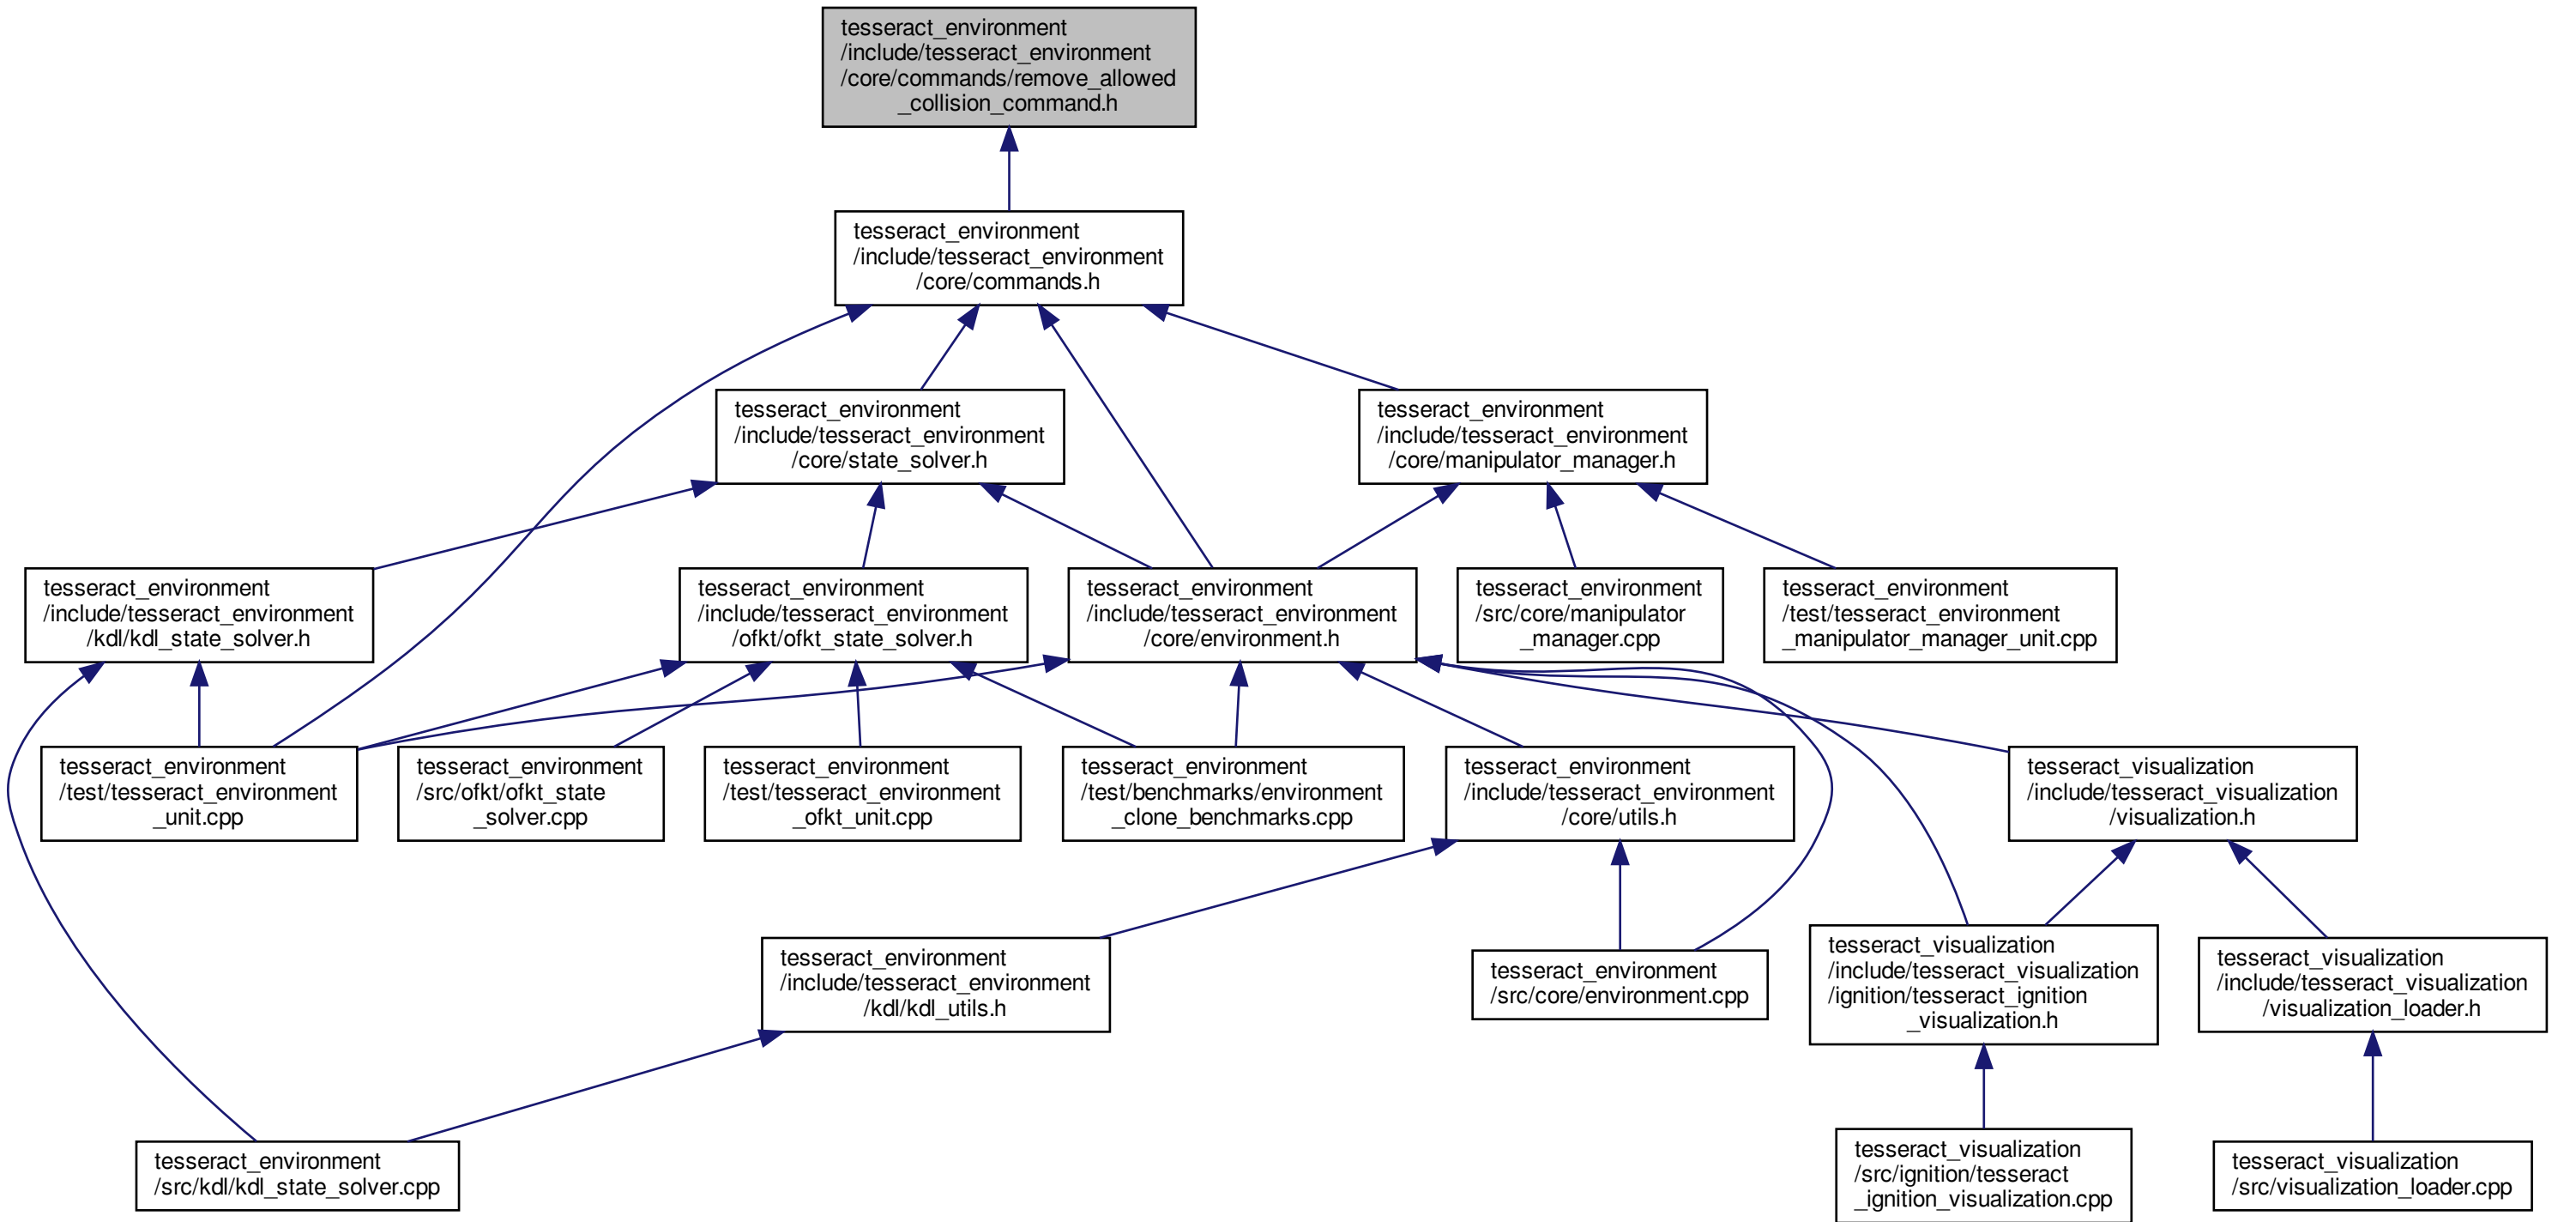 tesseract_environment
/include/tesseract_environment
/core/commands/remove_allowed
_collision_command.h
tesseract_environment
/include/tesseract_environment
/core/commands.h
tesseract_environment
/include/tesseract_environment
/core/state_solver.h
tesseract_environment
/include/tesseract_environment
/core/manipulator_manager.h
tesseract_environment
/include/tesseract_environment
/kdl/kdl_state_solver.h
tesseract_environment
/include/tesseract_environment
/ofkt/ofkt_state_solver.h
tesseract_environment
/include/tesseract_environment
/core/environment.h
tesseract_environment
/src/core/manipulator
_manager.cpp
tesseract_environment
/test/tesseract_environment
_manipulator_manager_unit.cpp
tesseract_environment
/test/tesseract_environment
_unit.cpp
tesseract_environment
/src/ofkt/ofkt_state
_solver.cpp
tesseract_environment
/test/tesseract_environment
_ofkt_unit.cpp
tesseract_environment
/test/benchmarks/environment
_clone_benchmarks.cpp
tesseract_environment
/include/tesseract_environment
/core/utils.h
tesseract_visualization
/include/tesseract_visualization
/visualization.h
tesseract_environment
/include/tesseract_environment
/kdl/kdl_utils.h
tesseract_environment
/src/core/environment.cpp
tesseract_visualization
/include/tesseract_visualization
/ignition/tesseract_ignition
_visualization.h
tesseract_visualization
/include/tesseract_visualization
/visualization_loader.h
tesseract_environment
/src/kdl/kdl_state_solver.cpp
tesseract_visualization
/src/ignition/tesseract
_ignition_visualization.cpp
tesseract_visualization
/src/visualization_loader.cpp